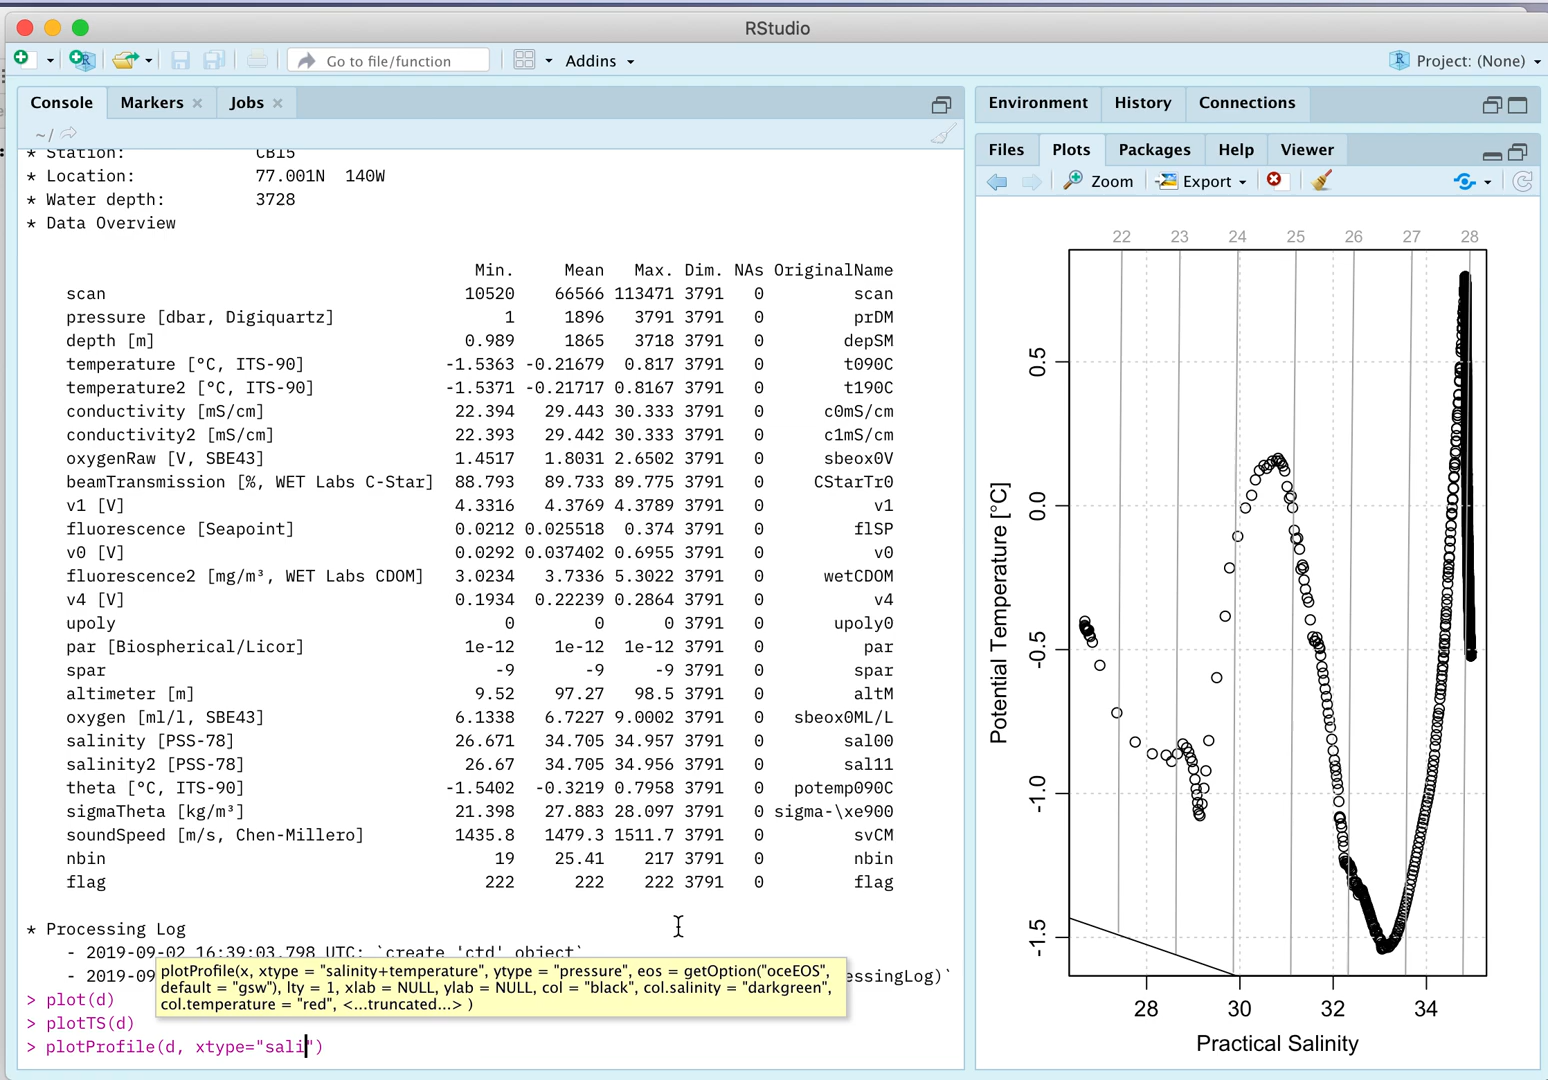 RStudio
Go to file/function
Addins
Project: (None)
Console
Markers
Jobs
~/
* Station: CB15
* Location: 77.001N 140W
* Water depth: 3728
* Data Overview
Min. Mean Max. Dim. NAs OriginalName
scan 10520 66566 113471 3791 0 scan
pressure [dbar, Digiquartz] 1 1896 3791 3791 0 prDM
depth [m] 0.989 1865 3718 3791 0 depSM
temperature [°C, ITS-90] -1.5363 -0.21679 0.817 3791 0 t090C
temperature2 [°C, ITS-90] -1.5371 -0.21717 0.8167 3791 0 t190C
conductivity [mS/cm] 22.394 29.443 30.333 3791 0 c0mS/cm
conductivity2 [mS/cm] 22.393 29.442 30.333 3791 0 c1mS/cm
oxygenRaw [V, SBE43] 1.4517 1.8031 2.6502 3791 0 sbeox0V
beamTransmission [%, WET Labs C-Star] 88.793 89.733 89.775 3791 0 CStarTr0
v1 [V] 4.3316 4.3769 4.3789 3791 0 v1
fluorescence [Seapoint] 0.0212 0.025518 0.374 3791 0 flSP
v0 [V] 0.0292 0.037402 0.6955 3791 0 v0
fluorescence2 [mg/m³, WET Labs CDOM] 3.0234 3.7336 5.3022 3791 0 wetCDOM
v4 [V] 0.1934 0.22239 0.2864 3791 0 v4
upoly 0 0 0 3791 0 upoly0
par [Biospherical/Licor] 1e-12 1e-12 1e-12 3791 0 par
spar -9 -9 -9 3791 0 spar
altimeter [m] 9.52 97.27 98.5 3791 0 altM
oxygen [ml/l, SBE43] 6.1338 6.7227 9.0002 3791 0 sbeox0ML/L
salinity [PSS-78] 26.671 34.705 34.957 3791 0 sal00
salinity2 [PSS-78] 26.67 34.705 34.956 3791 0 sal11
theta [°C, ITS-90] -1.5402 -0.3219 0.7958 3791 0 potemp090C
sigmaTheta [kg/m³] 21.398 27.883 28.097 3791 0 sigma-\xe900
soundSpeed [m/s, Chen-Millero] 1435.8 1479.3 1511.7 3791 0 svCM
nbin 19 25.41 217 3791 0 nbin
flag 222 222 222 3791 0 flag
* Processing Log
- 2019-09-02 16:39:03.798 UTC: `create 'ctd' object`
- 2019-09
essingLog)`
plotProfile(x, xtype = "salinity+temperature", ytype = "pressure", eos = getOption("oceEOS",
default = "gsw"), lty = 1, xlab = NULL, ylab = NULL, col = "black", col.salinity = "darkgreen",
col.temperature = "red", <...truncated...> )
> plot(d)
> plotTS(d)
> plotProfile(d, xtype="sali")
Environment
History
Connections
Files
Plots
Packages
Help
Viewer
Zoom
Export
22 23 24 25 26 27 28
0.5
0.0
-0.5
-1.0
-1.5
Potential Temperature [°C]
28 30 32 34
Practical Salinity